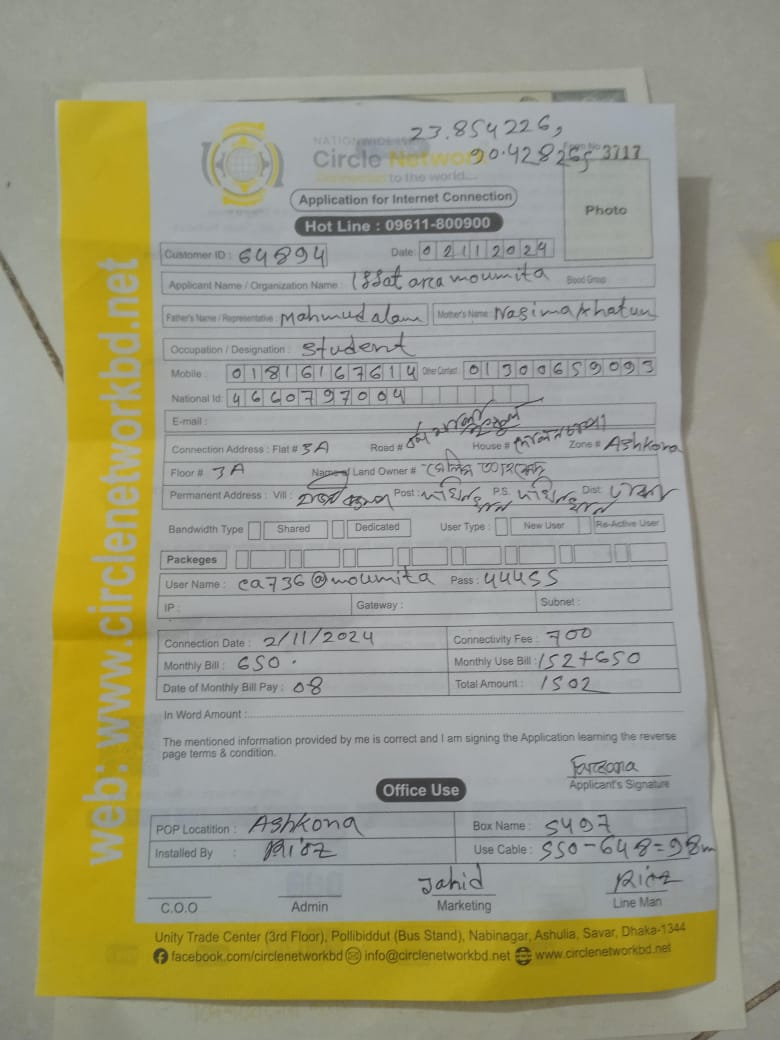 23.854226,
90.428265
NATIONWIDE ISP
Form No 3717
Circle Network
Connection to the world...
Application for Internet Connection
Photo
Hot Line : 09611-800900
Customer ID : 64894 Date: 02112024
Applicant Name / Organization Name : Issat ara moumita Blood Group
Father's Name / Representative : Mahmud alam Mother's Name: Nasima khatun
Occupation / Designation : student
Mobile : 01816167614 Other Contact: 01300659093
National Id: 4660797004
E-mail :
Connection Address : Flat # 3A Road # House # Zone # Ashkona
Floor # 3A Name of Land Owner #
Permanent Address : Vill : Post : P.S. Dist. ঢাকা
Bandwidth Type Shared Dedicated User Type : New User Re-Active User
Packeges
User Name : ca736@moumita Pass : 44455
IP : Gateway : Subnet :
Connection Date : 2/11/2024 Connectivity Fee : 700
Monthly Bill : 650. Monthly Use Bill : 152+650
Date of Monthly Bill Pay : 08 Total Amount : 1502
In Word Amount :
The mentioned information provided by me is correct and I am signing the Application learning the reverse
page terms & condition.
Farzana
Applicant's Signature
Office Use
POP Locatition : Ashkona Box Name : 5497
Installed By : Riaz Use Cable : 550-648=98m
Jahid Riaz
C.O.O Admin Marketing Line Man
Unity Trade Center (3rd Floor), Pollibiddut (Bus Stand), Nabinagar, Ashulia, Savar, Dhaka-1344
facebook.com/circlenetworkbd info@circlenetworkbd.net www.circlenetworkbd.net
web: www.circlenetworkbd.net